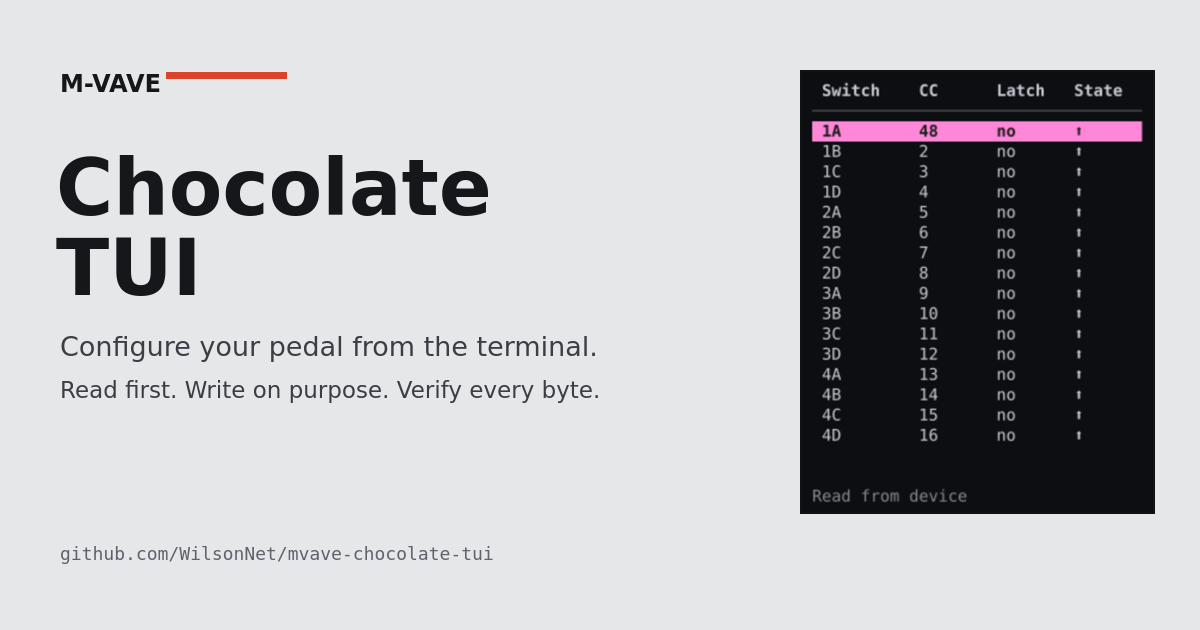 M-VAVE
Chocolate
TUI
Configure your pedal from the terminal.
Read first. Write on purpose. Verify every byte.
github.com/WilsonNet/mvave-chocolate-tui
Switch CC Latch State
1A 48 no ⬆
1B 2 no ⬆
1C 3 no ⬆
1D 4 no ⬆
2A 5 no ⬆
2B 6 no ⬆
2C 7 no ⬆
2D 8 no ⬆
3A 9 no ⬆
3B 10 no ⬆
3C 11 no ⬆
3D 12 no ⬆
4A 13 no ⬆
4B 14 no ⬆
4C 15 no ⬆
4D 16 no ⬆
Read from device